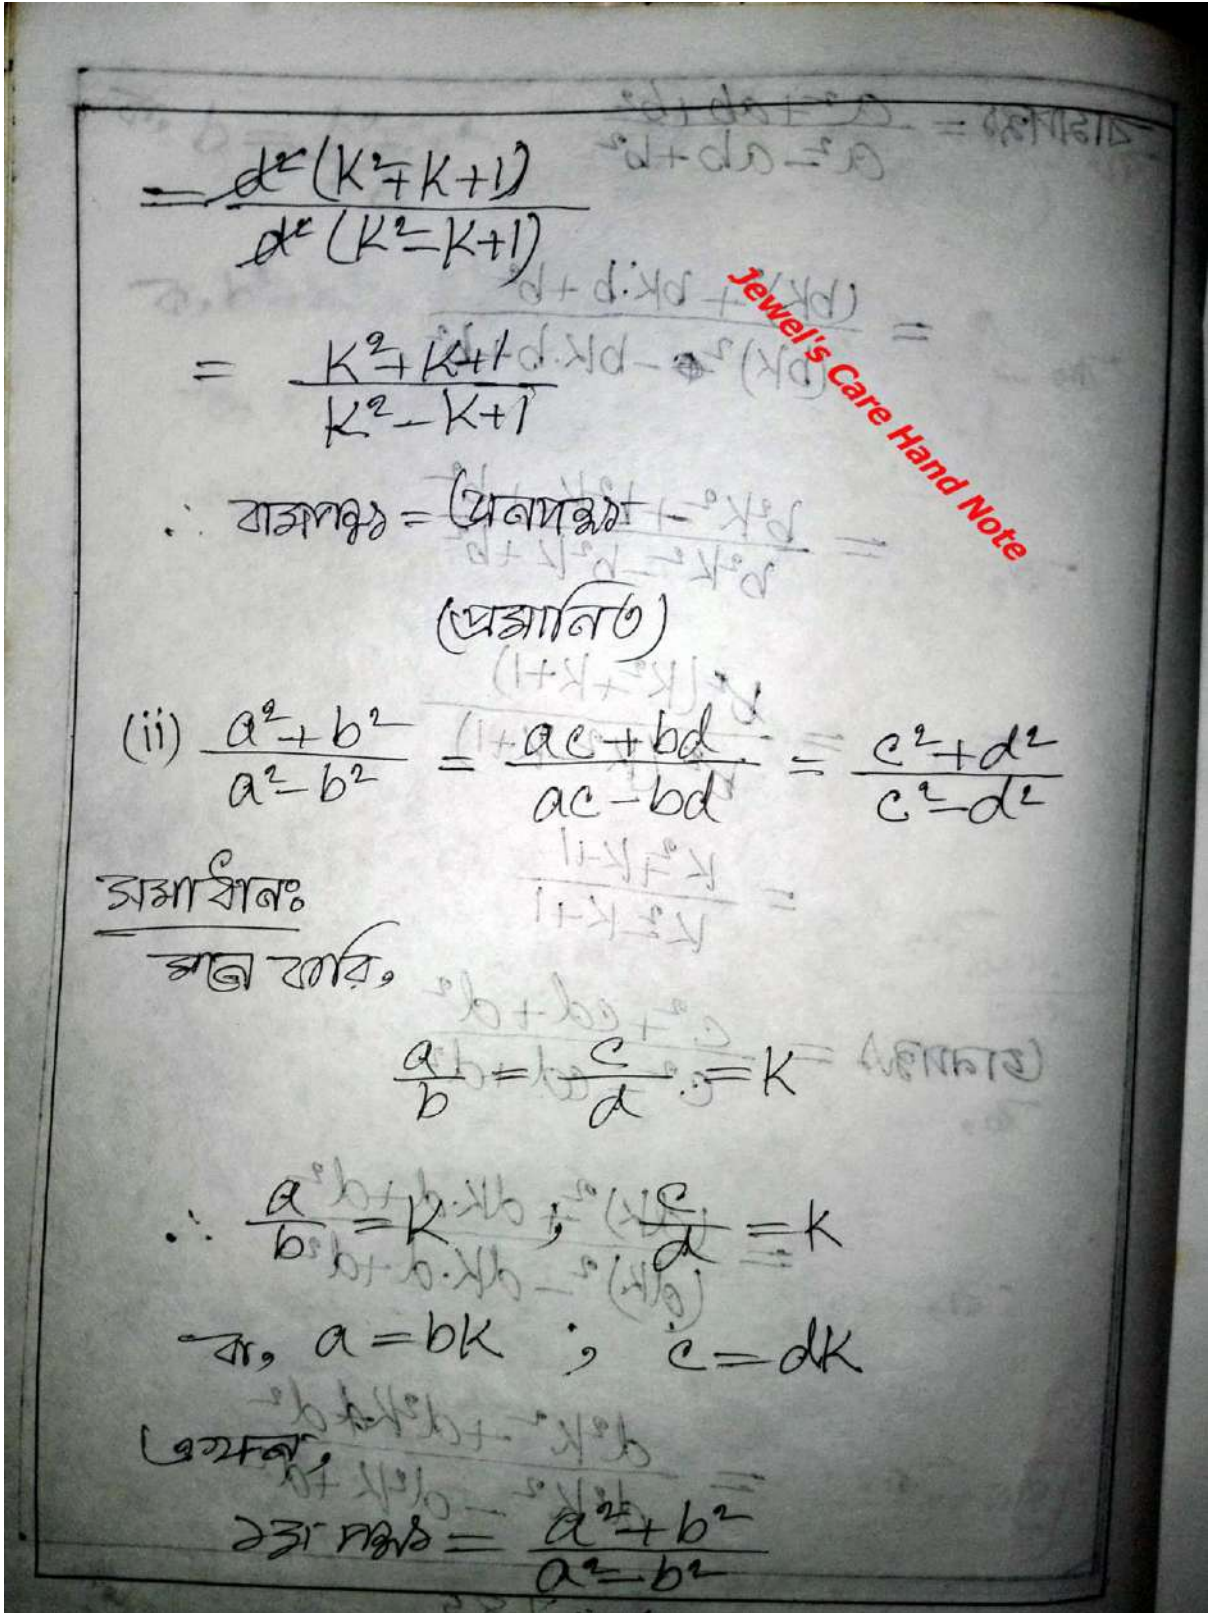 = d²(K²+K+1) / d²(K²-K+1)
= K²+K+1 / K²-K+1
Jewel's Care Hand Note
∴ বামপক্ষ = ডানপক্ষ
(প্রমানিত)
(ii) a²+b² / a²-b² = ac+bd / ac-bd = c²+d² / c²-d²
সমাধানঃ
মনে করি,
a/b = c/d = K
∴ a/b = K ; c/d = K
বা, a = bK ; c = dK
এখন,
১ম পক্ষ = a²+b² / a²-b²